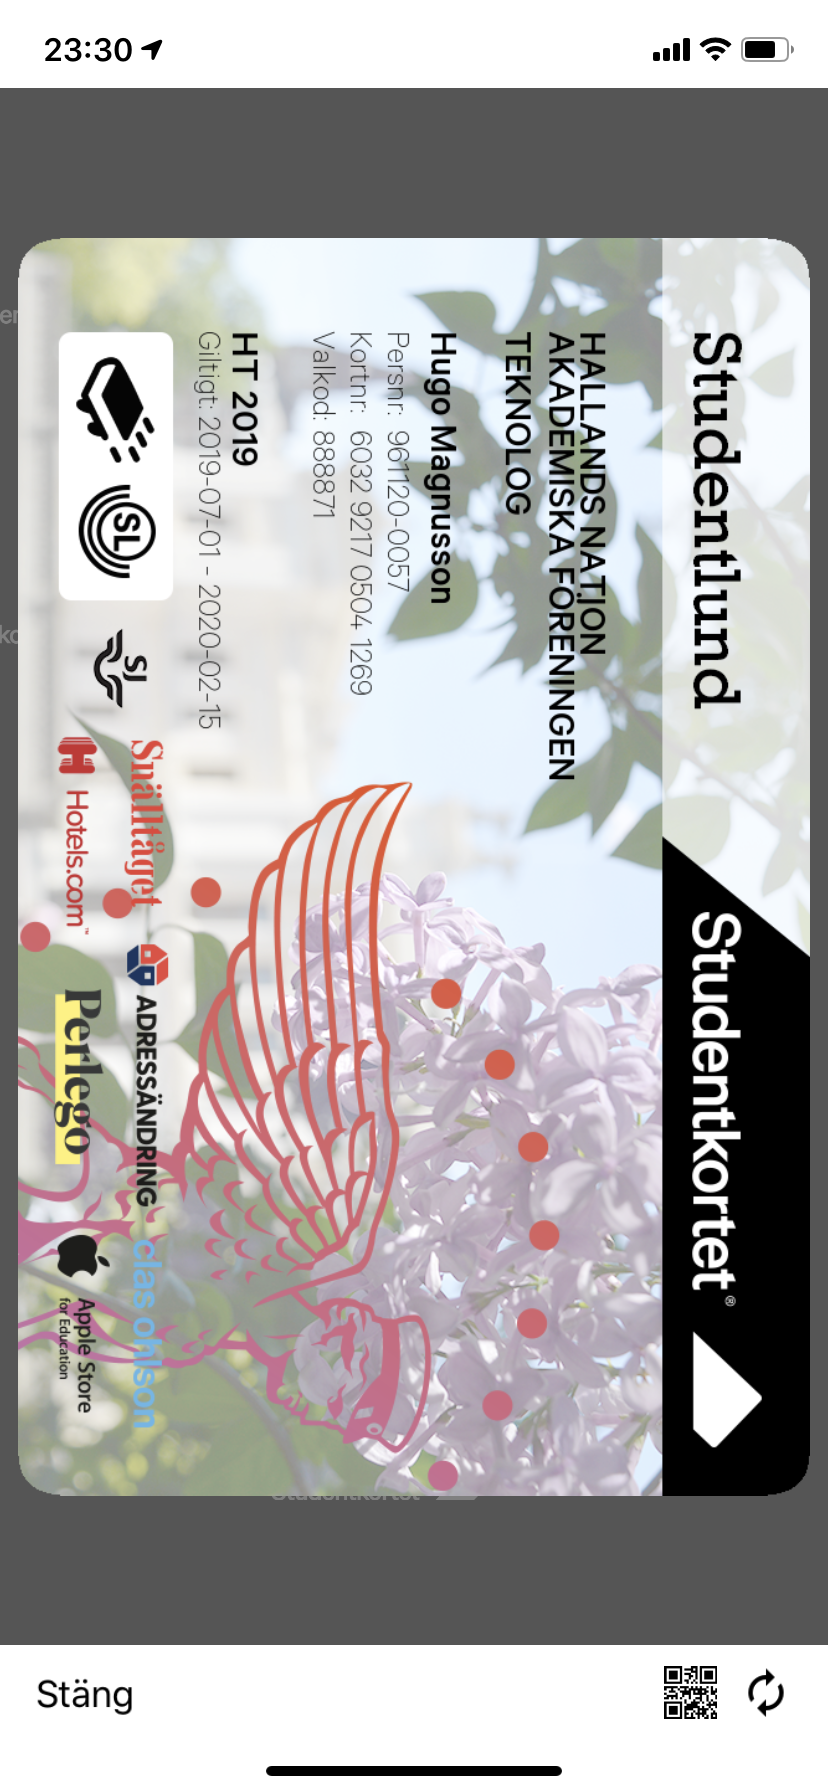 23:30
Studentlund
Studentkortet®
HALLANDS NATION
AKADEMISKA FÖRENINGEN
TEKNOLOG
Hugo Magnusson
Persnr: 961120-0057
Kortnr: 6032 9217 0504 1269
Valkod: 888871
HT 2019
Giltigt: 2019-07-01 - 2020-02-15
SL
SJ
Snälltåget
ADRESSÄNDRING
clas ohlson
Hotels.com™
Perlego
Apple Store
for Education
Stäng